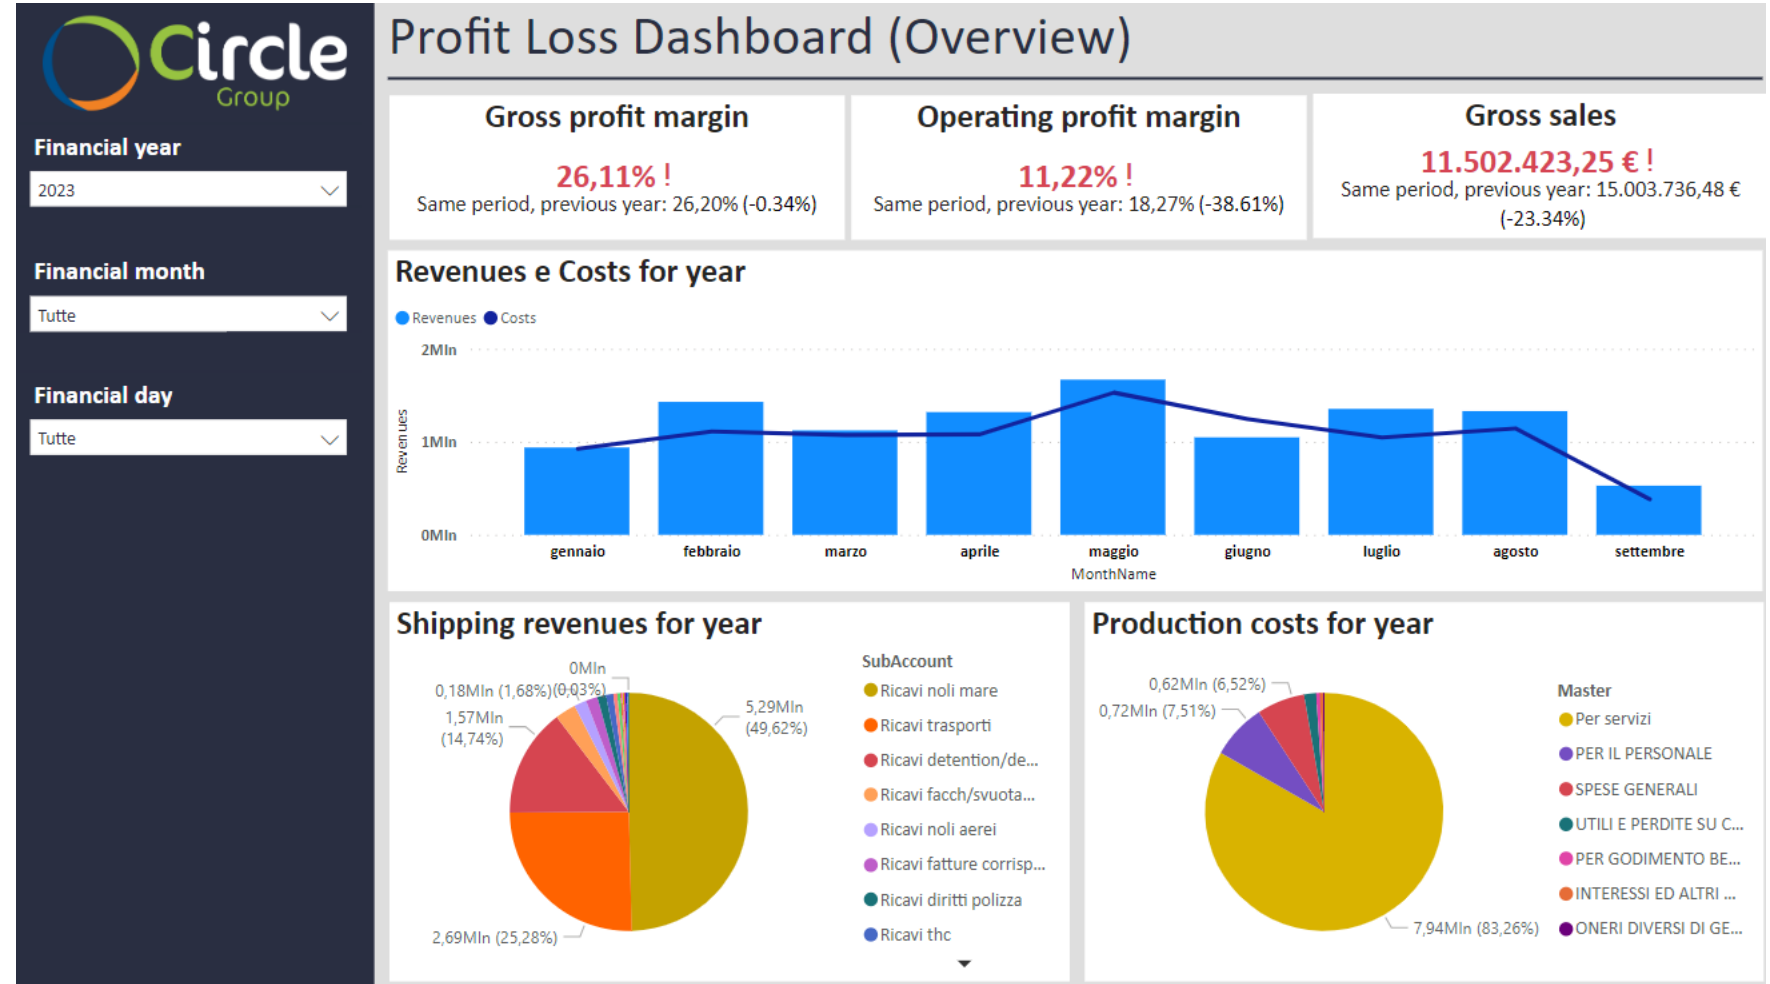 Circle
Group
Financial year
2023
Financial month
Tutte
Financial day
Tutte
Profit Loss Dashboard (Overview)
Gross profit margin
26,11% !
Same period, previous year: 26,20% (-0.34%)
Operating profit margin
11,22% !
Same period, previous year: 18,27% (-38.61%)
Gross sales
11.502.423,25 € !
Same period, previous year: 15.003.736,48 €
(-23.34%)
Revenues e Costs for year
Revenues Costs
2Mln
1Mln
0Mln
Revenues
gennaio febbraio marzo aprile maggio giugno luglio agosto settembre
MonthName
Shipping revenues for year
0Mln
(0,03%)
0,18Mln (1,68%)
1,57Mln
(14,74%)
5,29Mln
(49,62%)
2,69Mln (25,28%)
SubAccount
Ricavi noli mare
Ricavi trasporti
Ricavi detention/de...
Ricavi facch/svuota...
Ricavi noli aerei
Ricavi fatture corrisp...
Ricavi diritti polizza
Ricavi thc
Production costs for year
0,62Mln (6,52%)
0,72Mln (7,51%)
7,94Mln (83,26%)
Master
Per servizi
PER IL PERSONALE
SPESE GENERALI
UTILI E PERDITE SU C...
PER GODIMENTO BE...
INTERESSI ED ALTRI ...
ONERI DIVERSI DI GE...